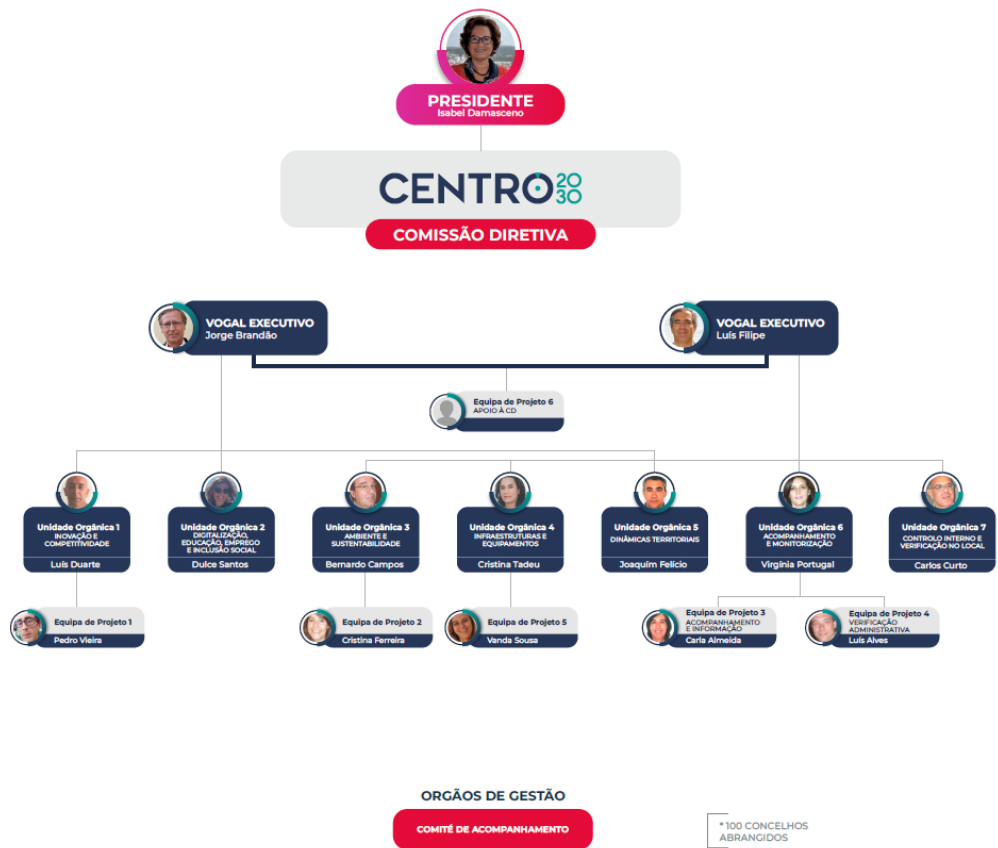 PRESIDENTE
Isabel Damasceno
CENTRO 2030
COMISSÃO DIRETIVA
VOGAL EXECUTIVO
Jorge Brandão
VOGAL EXECUTIVO
Luís Filipe
Equipa de Projeto 6
APOIO À CD
Unidade Orgânica 1
INOVAÇÃO E
COMPETITIVIDADE
Luís Duarte
Unidade Orgânica 2
DIGITALIZAÇÃO,
EDUCAÇÃO, EMPREGO
E INCLUSÃO SOCIAL
Dulce Santos
Unidade Orgânica 3
AMBIENTE E
SUSTENTABILIDADE
Bernardo Campos
Unidade Orgânica 4
INFRAESTRUTURAS E
EQUIPAMENTOS
Cristina Tadeu
Unidade Orgânica 5
DINÂMICAS TERRITORIAIS
Joaquim Felício
Unidade Orgânica 6
ACOMPANHAMENTO
E MONITORIZAÇÃO
Virgínia Portugal
Unidade Orgânica 7
CONTROLO INTERNO E
VERIFICAÇÃO NO LOCAL
Carlos Curto
Equipa de Projeto 1
Pedro Vieira
Equipa de Projeto 2
Cristina Ferreira
Equipa de Projeto 5
Vanda Sousa
Equipa de Projeto 3
ACOMPANHAMENTO
E INFORMAÇÃO
Carla Almeida
Equipa de Projeto 4
VERIFICAÇÃO
ADMINISTRATIVA
Luís Alves
ORGÃOS DE GESTÃO
COMITÉ DE ACOMPANHAMENTO
*100 CONCELHOS
ABRANGIDOS